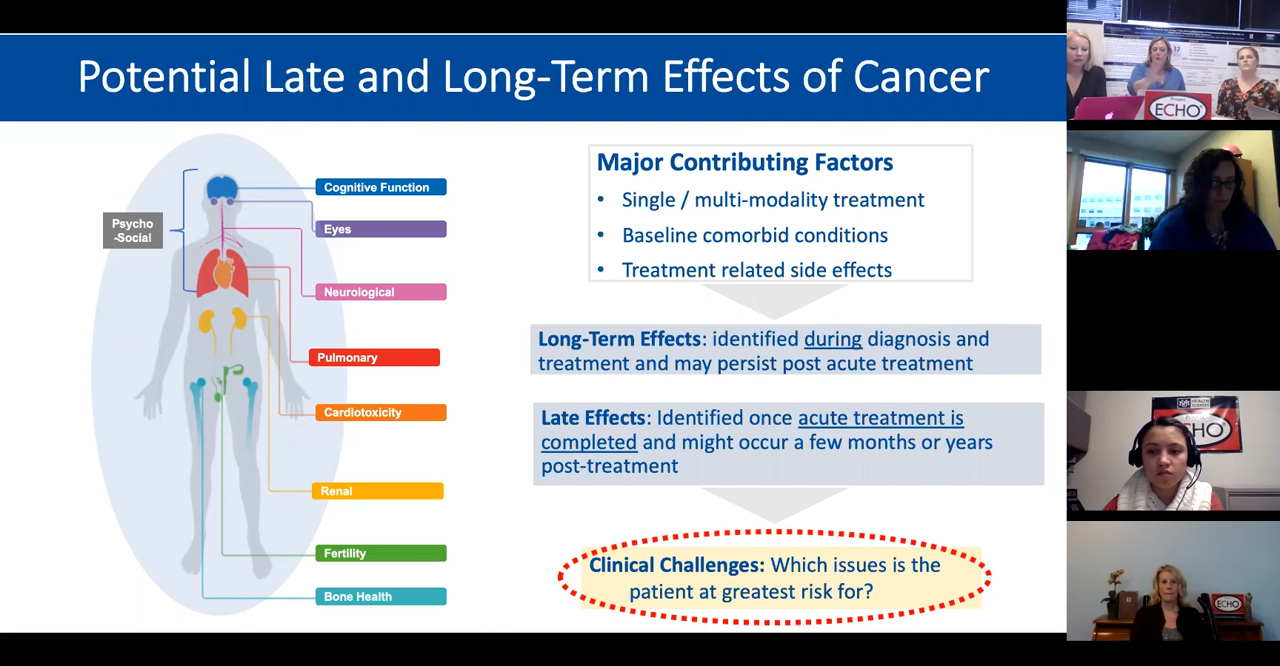 Potential Late and Long-Term Effects of Cancer
Psycho
-Social
Cognitive Function
Eyes
Neurological
Pulmonary
Cardiotoxicity
Renal
Fertility
Bone Health
Major Contributing Factors
• Single / multi-modality treatment
• Baseline comorbid conditions
• Treatment related side effects
Long-Term Effects: identified during diagnosis and
treatment and may persist post acute treatment
Late Effects: Identified once acute treatment is
completed and might occur a few months or years
post-treatment
Clinical Challenges: Which issues is the
patient at greatest risk for?
Project
ECHO
ECHO